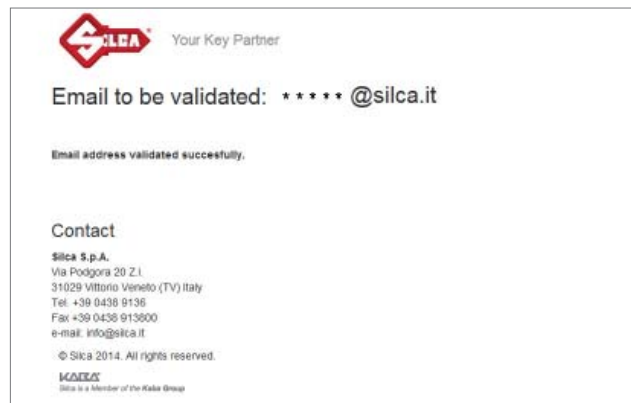 SILCA® Your Key Partner
Email to be validated: ***** @silca.it
Email address validated succesfully.
Contact
Silca S.p.A.
Via Podgora 20 Z.I.
31029 Vittorio Veneto (TV) Italy
Tel. +39 0438 9136
Fax +39 0438 913800
e-mail: info@silca.it
© Silca 2014. All rights reserved.
KABA
Silca is a Member of the Kaba Group